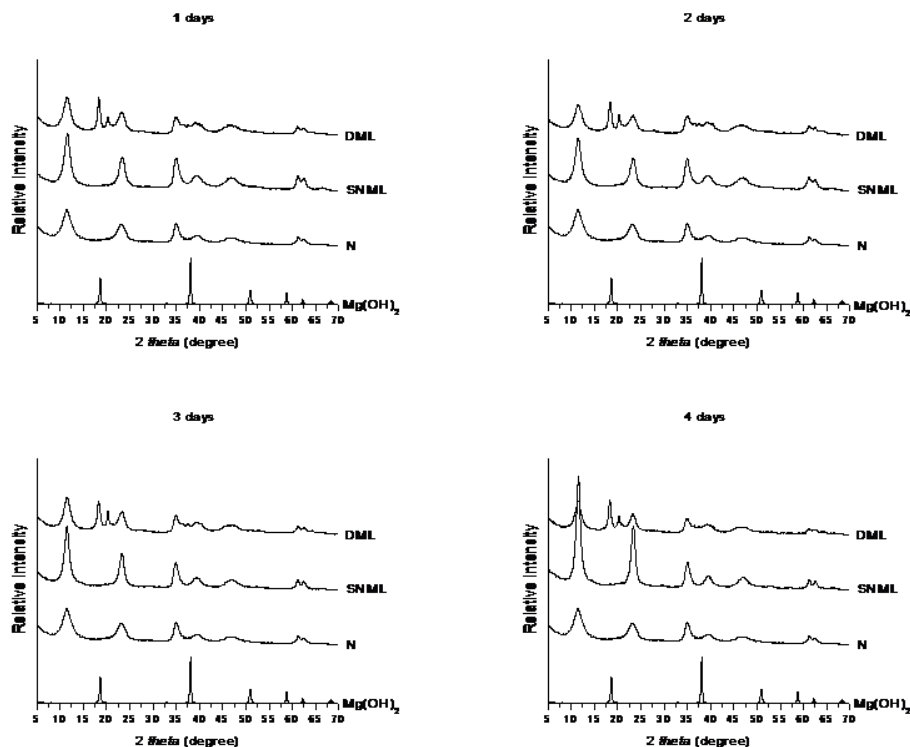 1 days
Relative Intensity
DML
SNML
N
Mg(OH)2
5 10 15 20 25 30 35 40 45 50 55 60 65 70
2 theta (degree)
2 days
Relative Intensity
DML
SNML
N
Mg(OH)2
5 10 15 20 25 30 35 40 45 50 55 60 65 70
2 theta (degree)
3 days
Relative Intensity
DML
SNML
N
Mg(OH)2
5 10 15 20 25 30 35 40 45 50 55 60 65 70
2 theta (degree)
4 days
Relative Intensity
DML
SNML
N
Mg(OH)2
5 10 15 20 25 30 35 40 45 50 55 60 65 70
2 theta (degree)